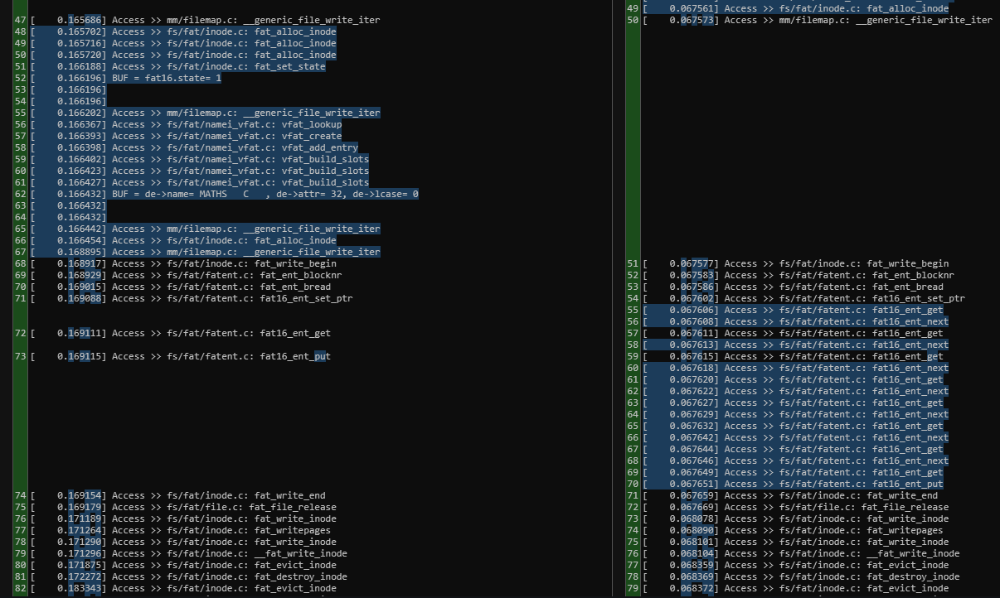 47 [    0.165686] Access >> mm/filemap.c: __generic_file_write_iter
48 [    0.165702] Access >> fs/fat/inode.c: fat_alloc_inode
49 [    0.165716] Access >> fs/fat/inode.c: fat_alloc_inode
50 [    0.165720] Access >> fs/fat/inode.c: fat_alloc_inode
51 [    0.166188] Access >> fs/fat/inode.c: fat_set_state
52 [    0.166196] BUF = fat16.state= 1
53 [    0.166196]
54 [    0.166196]
55 [    0.166202] Access >> mm/filemap.c: __generic_file_write_iter
56 [    0.166367] Access >> fs/fat/namei_vfat.c: vfat_lookup
57 [    0.166393] Access >> fs/fat/namei_vfat.c: vfat_create
58 [    0.166398] Access >> fs/fat/namei_vfat.c: vfat_add_entry
59 [    0.166402] Access >> fs/fat/namei_vfat.c: vfat_build_slots
60 [    0.166423] Access >> fs/fat/namei_vfat.c: vfat_build_slots
61 [    0.166427] Access >> fs/fat/namei_vfat.c: vfat_build_slots
62 [    0.166432] BUF = de->name= MATHS   C   , de->attr= 32, de->lcase= 0
63 [    0.166432]
64 [    0.166432]
65 [    0.166442] Access >> mm/filemap.c: __generic_file_write_iter
66 [    0.166454] Access >> fs/fat/inode.c: fat_alloc_inode
67 [    0.168895] Access >> mm/filemap.c: __generic_file_write_iter
68 [    0.168917] Access >> fs/fat/inode.c: fat_write_begin
69 [    0.168929] Access >> fs/fat/fatent.c: fat_ent_blocknr
70 [    0.169015] Access >> fs/fat/fatent.c: fat_ent_bread
71 [    0.169088] Access >> fs/fat/fatent.c: fat16_ent_set_ptr
72 [    0.169111] Access >> fs/fat/fatent.c: fat16_ent_get
73 [    0.169115] Access >> fs/fat/fatent.c: fat16_ent_put
74 [    0.169154] Access >> fs/fat/inode.c: fat_write_end
75 [    0.169179] Access >> fs/fat/file.c: fat_file_release
76 [    0.171189] Access >> fs/fat/inode.c: fat_write_inode
77 [    0.171264] Access >> fs/fat/inode.c: fat_writepages
78 [    0.171290] Access >> fs/fat/inode.c: fat_write_inode
79 [    0.171296] Access >> fs/fat/inode.c: __fat_write_inode
80 [    0.171875] Access >> fs/fat/inode.c: fat_evict_inode
81 [    0.172272] Access >> fs/fat/inode.c: fat_destroy_inode
82 [    0.183343] Access >> fs/fat/inode.c: fat_evict_inode
49 [    0.067561] Access >> fs/fat/inode.c: fat_alloc_inode
50 [    0.067573] Access >> mm/filemap.c: __generic_file_write_iter
51 [    0.067577] Access >> fs/fat/inode.c: fat_write_begin
52 [    0.067583] Access >> fs/fat/fatent.c: fat_ent_blocknr
53 [    0.067586] Access >> fs/fat/fatent.c: fat_ent_bread
54 [    0.067602] Access >> fs/fat/fatent.c: fat16_ent_set_ptr
55 [    0.067606] Access >> fs/fat/fatent.c: fat16_ent_get
56 [    0.067608] Access >> fs/fat/fatent.c: fat16_ent_next
57 [    0.067611] Access >> fs/fat/fatent.c: fat16_ent_get
58 [    0.067613] Access >> fs/fat/fatent.c: fat16_ent_next
59 [    0.067615] Access >> fs/fat/fatent.c: fat16_ent_get
60 [    0.067618] Access >> fs/fat/fatent.c: fat16_ent_next
61 [    0.067620] Access >> fs/fat/fatent.c: fat16_ent_get
62 [    0.067622] Access >> fs/fat/fatent.c: fat16_ent_next
63 [    0.067627] Access >> fs/fat/fatent.c: fat16_ent_get
64 [    0.067629] Access >> fs/fat/fatent.c: fat16_ent_next
65 [    0.067632] Access >> fs/fat/fatent.c: fat16_ent_get
66 [    0.067642] Access >> fs/fat/fatent.c: fat16_ent_next
67 [    0.067644] Access >> fs/fat/fatent.c: fat16_ent_get
68 [    0.067646] Access >> fs/fat/fatent.c: fat16_ent_next
69 [    0.067649] Access >> fs/fat/fatent.c: fat16_ent_get
70 [    0.067651] Access >> fs/fat/fatent.c: fat16_ent_put
71 [    0.067659] Access >> fs/fat/inode.c: fat_write_end
72 [    0.067669] Access >> fs/fat/file.c: fat_file_release
73 [    0.068078] Access >> fs/fat/inode.c: fat_write_inode
74 [    0.068090] Access >> fs/fat/inode.c: fat_writepages
75 [    0.068101] Access >> fs/fat/inode.c: fat_write_inode
76 [    0.068104] Access >> fs/fat/inode.c: __fat_write_inode
77 [    0.068359] Access >> fs/fat/inode.c: fat_evict_inode
78 [    0.068369] Access >> fs/fat/inode.c: fat_destroy_inode
79 [    0.068372] Access >> fs/fat/inode.c: fat_evict_inode